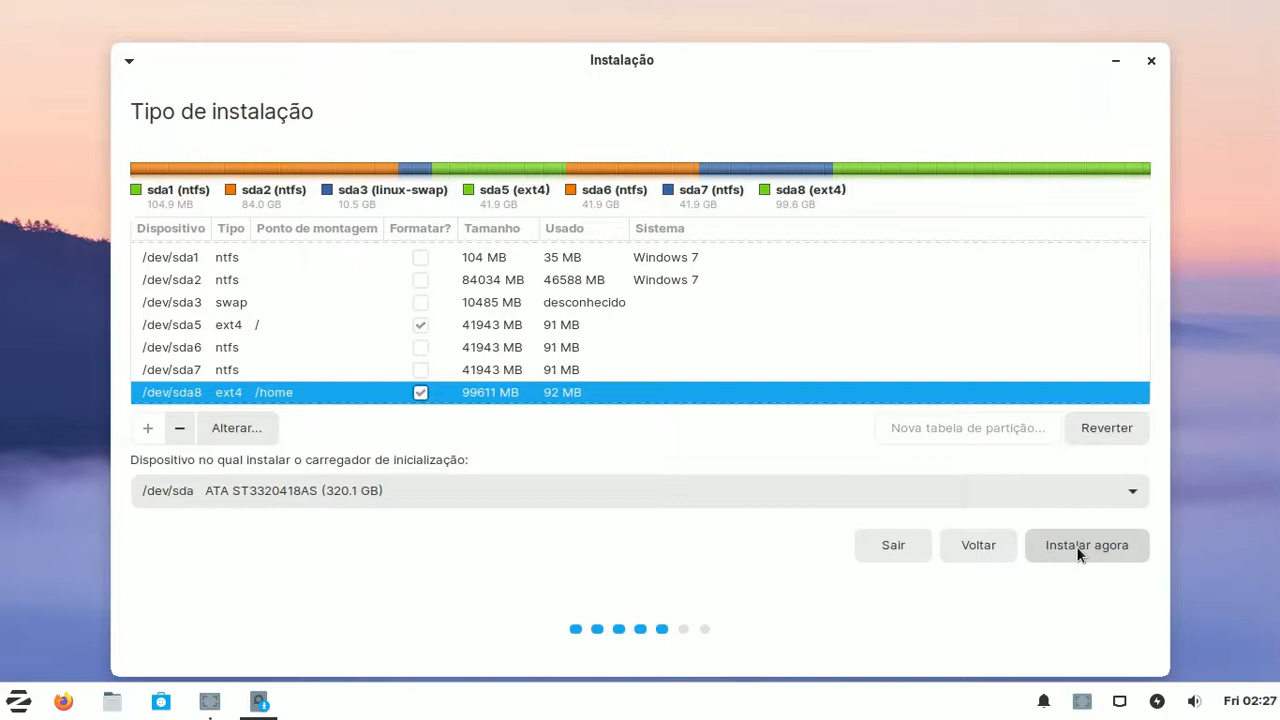 Instalação
Tipo de instalação
sda1 (ntfs) sda2 (ntfs) sda3 (linux-swap) sda5 (ext4) sda6 (ntfs) sda7 (ntfs) sda8 (ext4)
104.9 MB 84.0 GB 10.5 GB 41.9 GB 41.9 GB 41.9 GB 99.6 GB
Dispositivo Tipo Ponto de montagem Formatar? Tamanho Usado Sistema
/dev/sda1 ntfs 104 MB 35 MB Windows 7
/dev/sda2 ntfs 84034 MB 46588 MB Windows 7
/dev/sda3 swap 10485 MB desconhecido
/dev/sda5 ext4 / 41943 MB 91 MB
/dev/sda6 ntfs 41943 MB 91 MB
/dev/sda7 ntfs 41943 MB 91 MB
/dev/sda8 ext4 /home 99611 MB 92 MB
+ − Alterar... Nova tabela de partição... Reverter
Dispositivo no qual instalar o carregador de inicialização:
/dev/sda ATA ST3320418AS (320.1 GB)
Sair Voltar Instalar agora
Fri 02:27